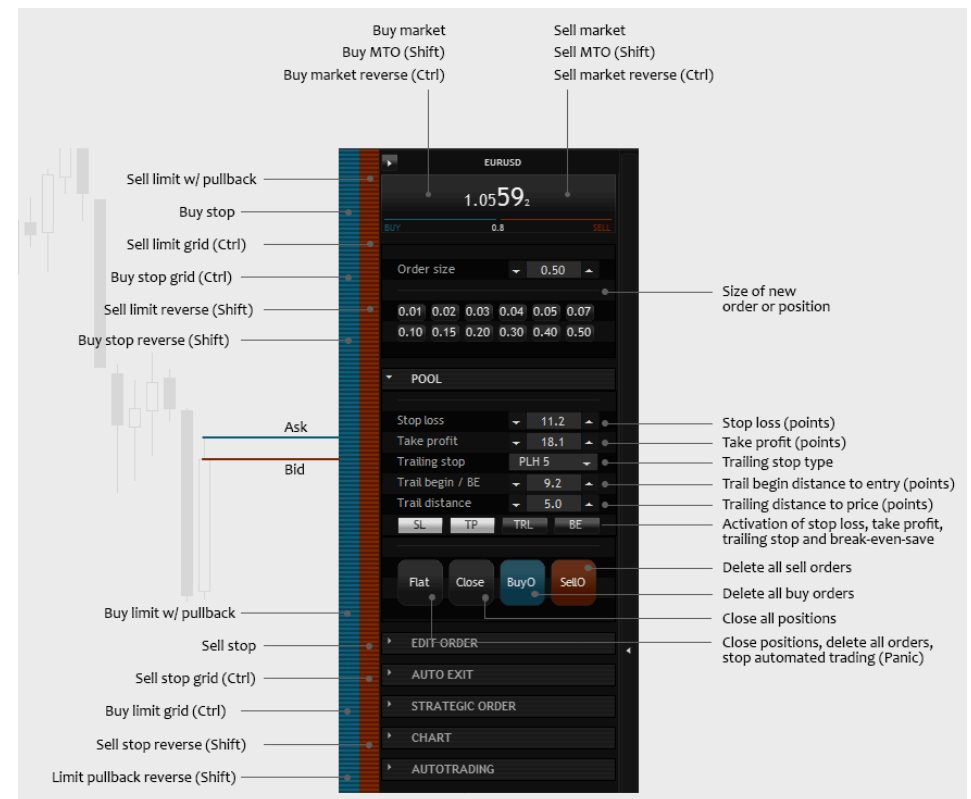 Buy market
Buy MTO (Shift)
Buy market reverse (Ctrl)
Sell market
Sell MTO (Shift)
Sell market reverse (Ctrl)
Sell limit w/ pullback
Buy stop
Sell limit grid (Ctrl)
Buy stop grid (Ctrl)
Sell limit reverse (Shift)
Buy stop reverse (Shift)
Ask
Bid
Buy limit w/ pullback
Sell stop
Sell stop grid (Ctrl)
Buy limit grid (Ctrl)
Sell stop reverse (Shift)
Limit pullback reverse (Shift)
EURUSD
1.05592
BUY 0.8 SELL
Order size 0.50
0.01 0.02 0.03 0.04 0.05 0.07
0.10 0.15 0.20 0.30 0.40 0.50
POOL
Stop loss 11.2
Take profit 18.1
Trailing stop PLH 5
Trail begin / BE 9.2
Trail distance 5.0
SL TP TRL BE
Flat Close BuyO SellO
EDIT ORDER
AUTO EXIT
STRATEGIC ORDER
CHART
AUTOTRADING
Size of new
order or position
Stop loss (points)
Take profit (points)
Trailing stop type
Trail begin distance to entry (points)
Trailing distance to price (points)
Activation of stop loss, take profit,
trailing stop and break-even-save
Delete all sell orders
Delete all buy orders
Close all positions
Close positions, delete all orders,
stop automated trading (Panic)